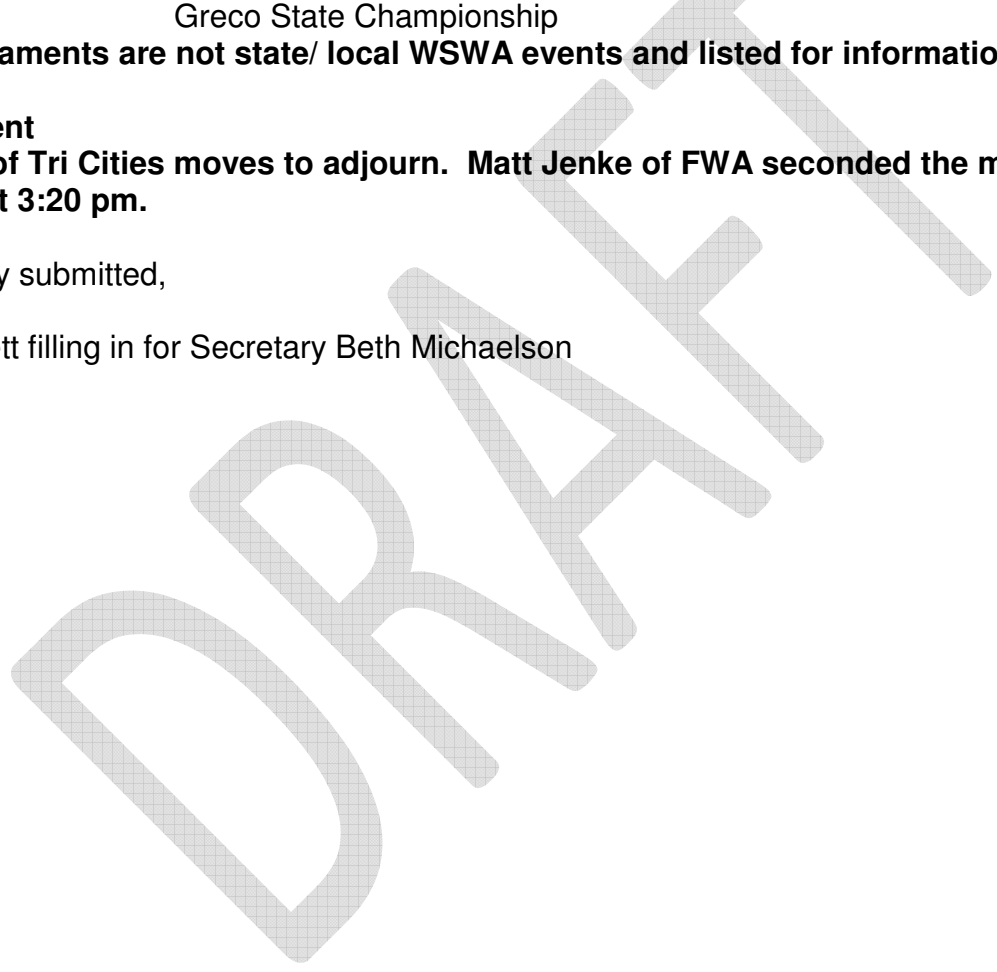 Greco State Championship
aments are not state/ local WSWA events and listed for informatio
ent
of Tri Cities moves to adjourn.  Matt Jenke of FWA seconded the m
t 3:20 pm.
y submitted,
tt filling in for Secretary Beth Michaelson
DRAFT